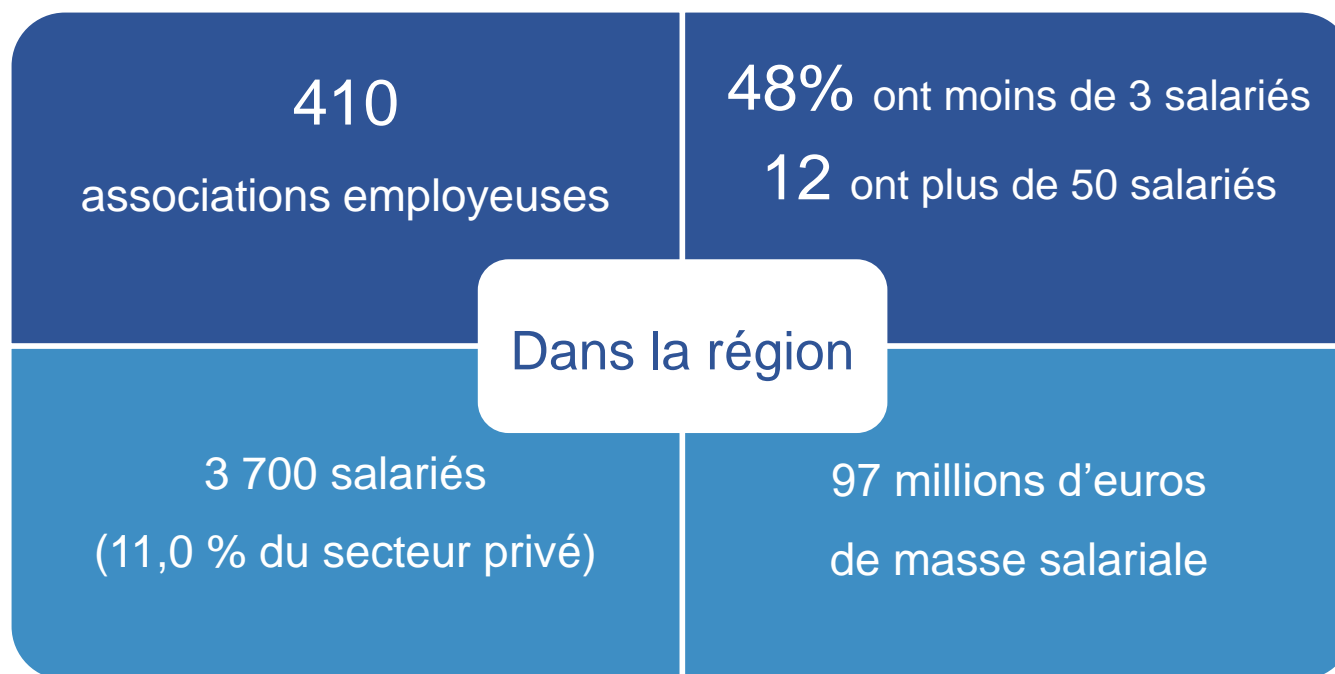 410
associations employeuses
48% ont moins de 3 salariés
12 ont plus de 50 salariés
Dans la région
3 700 salariés
(11,0 % du secteur privé)
97 millions d’euros
de masse salariale